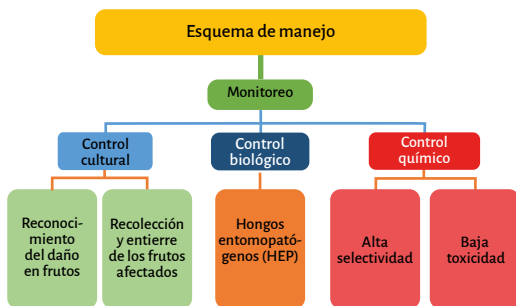 Esquema de manejo
Monitoreo
Control
cultural
Control
biológico
Control
químico
Reconoci-
miento
del daño
en frutos
Recolección
y entierre
de los frutos
afectados
Hongos
entomopató-
genos (HEP)
Alta
selectividad
Baja
toxicidad